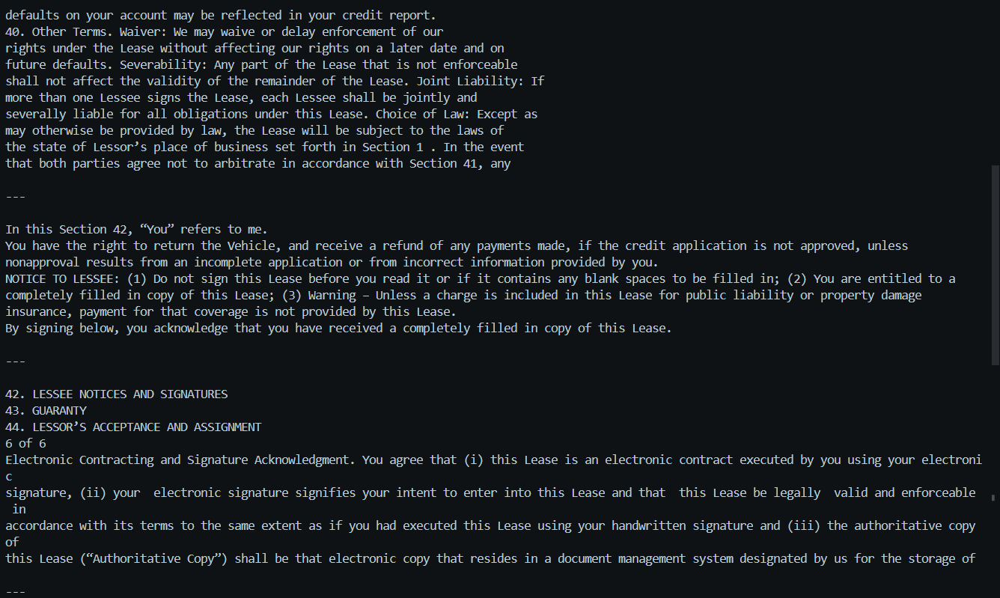 defaults on your account may be reflected in your credit report.
40. Other Terms. Waiver: We may waive or delay enforcement of our
rights under the Lease without affecting our rights on a later date and on
future defaults. Severability: Any part of the Lease that is not enforceable
shall not affect the validity of the remainder of the Lease. Joint Liability: If
more than one Lessee signs the Lease, each Lessee shall be jointly and
severally liable for all obligations under this Lease. Choice of Law: Except as
may otherwise be provided by law, the Lease will be subject to the laws of
the state of Lessor’s place of business set forth in Section 1 . In the event
that both parties agree not to arbitrate in accordance with Section 41, any
---
In this Section 42, “You” refers to me.
You have the right to return the Vehicle, and receive a refund of any payments made, if the credit application is not approved, unless
nonapproval results from an incomplete application or from incorrect information provided by you.
NOTICE TO LESSEE: (1) Do not sign this Lease before you read it or if it contains any blank spaces to be filled in; (2) You are entitled to a
completely filled in copy of this Lease; (3) Warning – Unless a charge is included in this Lease for public liability or property damage
insurance, payment for that coverage is not provided by this Lease.
By signing below, you acknowledge that you have received a completely filled in copy of this Lease.
---
42. LESSEE NOTICES AND SIGNATURES
43. GUARANTY
44. LESSOR’S ACCEPTANCE AND ASSIGNMENT
6 of 6
Electronic Contracting and Signature Acknowledgment. You agree that (i) this Lease is an electronic contract executed by you using your electroni
c
signature, (ii) your  electronic signature signifies your intent to enter into this Lease and that  this Lease be legally  valid and enforceable
 in
accordance with its terms to the same extent as if you had executed this Lease using your handwritten signature and (iii) the authoritative copy
of
this Lease (“Authoritative Copy”) shall be that electronic copy that resides in a document management system designated by us for the storage of
---